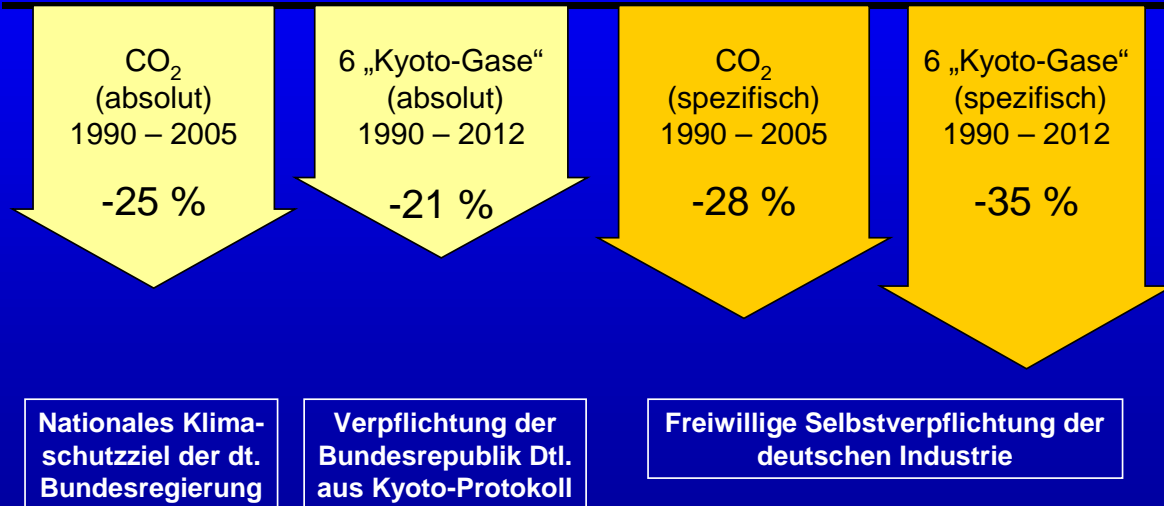 CO₂
(absolut)
1990 – 2005
-25 %
6 „Kyoto-Gase“
(absolut)
1990 – 2012
-21 %
CO₂
(spezifisch)
1990 – 2005
-28 %
6 „Kyoto-Gase“
(spezifisch)
1990 – 2012
-35 %
Nationales Klima-
schutzziel der dt.
Bundesregierung
Verpflichtung der
Bundesrepublik Dtl.
aus Kyoto-Protokoll
Freiwillige Selbstverpflichtung der
deutschen Industrie